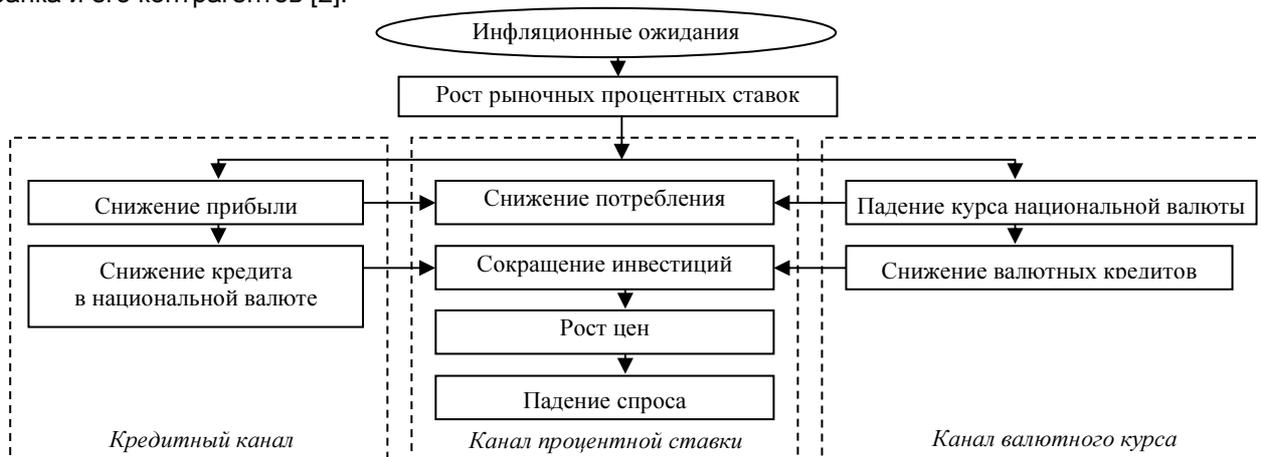 банка и его контрагентов [2].
Инфляционные ожидания
Рост рыночных процентных ставок
Снижение прибыли
Снижение потребления
Падение курса национальной валюты
Снижение кредита
в национальной валюте
Сокращение инвестиций
Снижение валютных кредитов
Рост цен
Падение спроса
Кредитный канал
Канал процентной ставки
Канал валютного курса